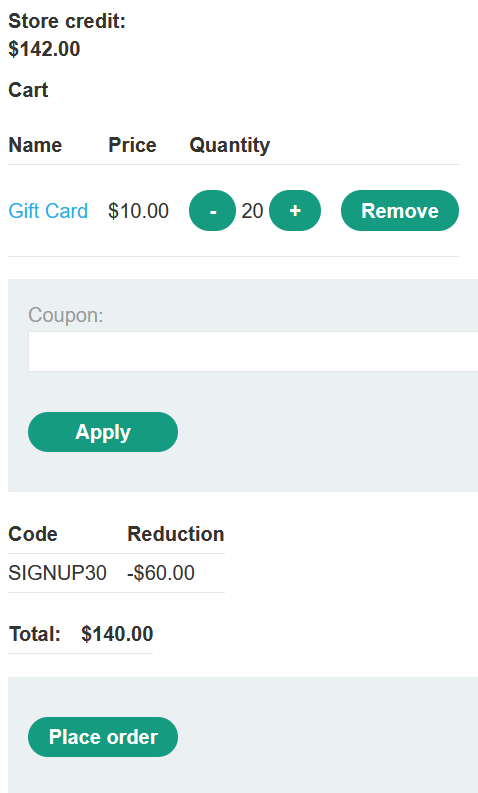 Store credit:
$142.00
Cart
Name Price Quantity
Gift Card $10.00 - 20 + Remove
Coupon:
Apply
Code Reduction
SIGNUP30 -$60.00
Total: $140.00
Place order